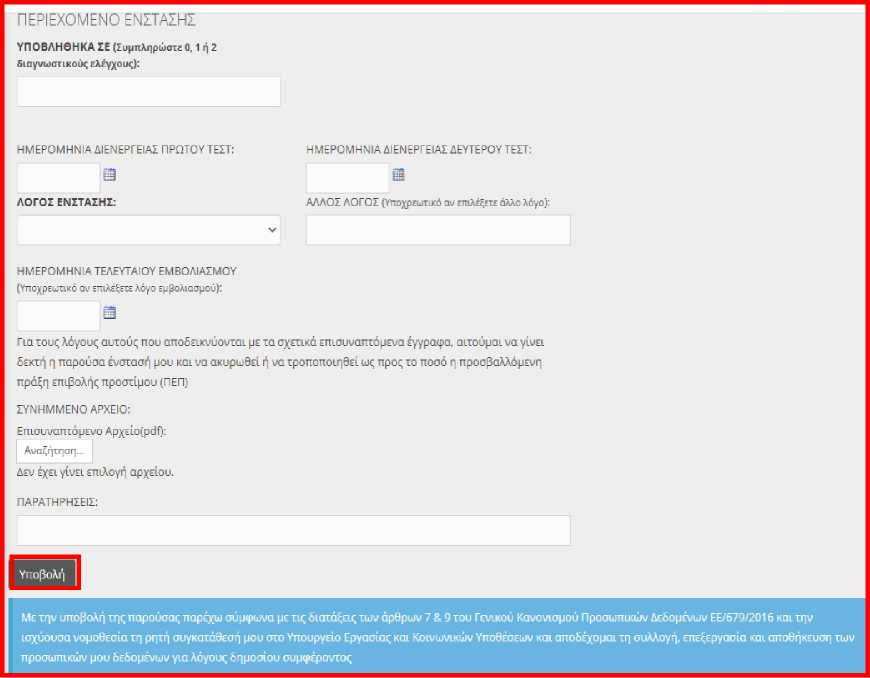 ΠΕΡΙΕΧΟΜΕΝΟ ΕΝΣΤΑΣΗΣ
ΥΠΟΒΛΗΘΗΚΑ ΣΕ (Συμπληρώστε 0, 1 ή 2
διαγνωστικούς ελέγχους):
ΗΜΕΡΟΜΗΝΙΑ ΔΙΕΝΕΡΓΕΙΑΣ ΠΡΩΤΟΥ ΤΕΣΤ:
ΗΜΕΡΟΜΗΝΙΑ ΔΙΕΝΕΡΓΕΙΑΣ ΔΕΥΤΕΡΟΥ ΤΕΣΤ:
ΛΟΓΟΣ ΕΝΣΤΑΣΗΣ:
ΑΛΛΟΣ ΛΟΓΟΣ (Υποχρεωτικό αν επιλέξετε άλλο λόγο):
ΗΜΕΡΟΜΗΝΙΑ ΤΕΛΕΥΤΑΙΟΥ ΕΜΒΟΛΙΑΣΜΟΥ
(Υποχρεωτικό αν επιλέξετε λόγο εμβολιασμού):
Για τους λόγους αυτούς που αποδεικνύονται με τα σχετικά επισυναπτόμενα έγγραφα, αιτούμαι να γίνει
δεκτή η παρούσα ένστασή μου και να ακυρωθεί ή να τροποποιηθεί ως προς το ποσό η προσβαλλόμενη
πράξη επιβολής προστίμου (ΠΕΠ)
ΣΥΝΗΜΜΕΝΟ ΑΡΧΕΙΟ:
Επισυναπτόμενο Αρχείο(pdf):
Αναζήτηση...
Δεν έχει γίνει επιλογή αρχείου.
ΠΑΡΑΤΗΡΗΣΕΙΣ:
Υποβολή
Με την υποβολή της παρούσας παρέχω σύμφωνα με τις διατάξεις των άρθρων 7 & 9 του Γενικού Κανονισμού Προσωπικών Δεδομένων ΕΕ/679/2016 και την
ισχύουσα νομοθεσία τη ρητή συγκατάθεσή μου στο Υπουργείο Εργασίας και Κοινωνικών Υποθέσεων και αποδέχομαι τη συλλογή, επεξεργασία και αποθήκευση των
προσωπικών μου δεδομένων για λόγους δημοσίου συμφέροντος